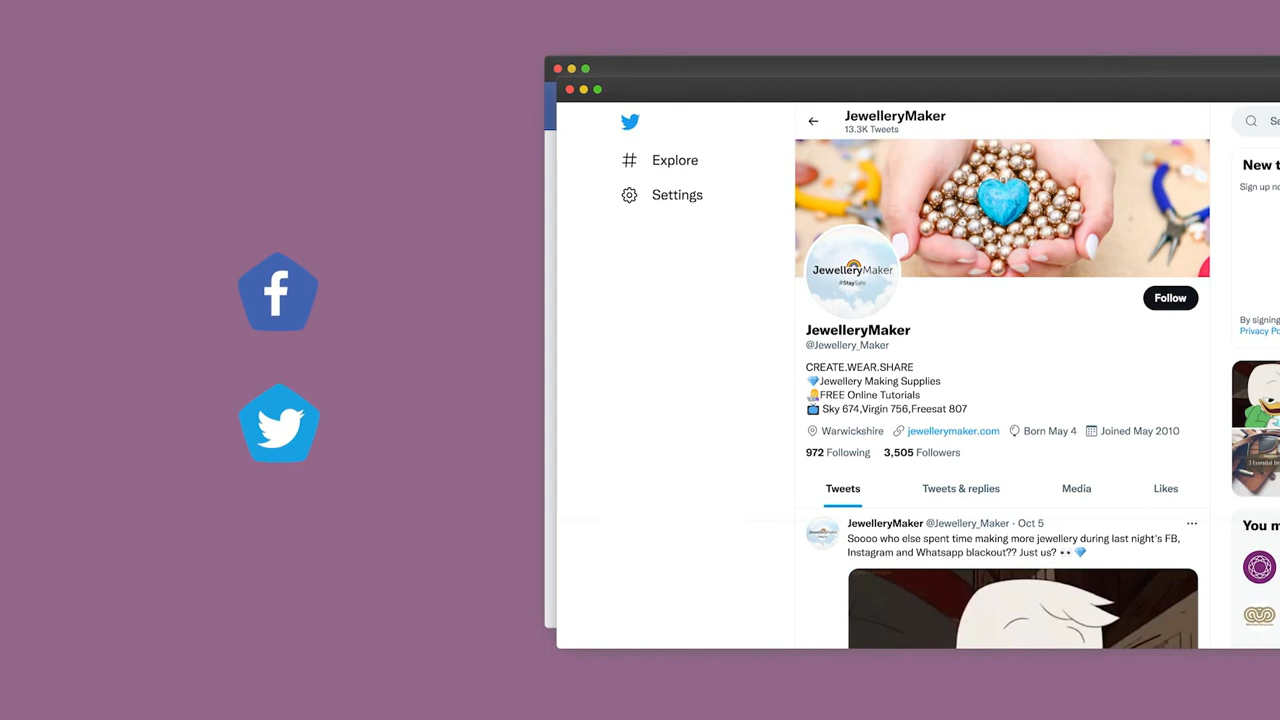 JewelleryMaker
13.3K Tweets
Explore
Settings
New t
Sign up no
JewelleryMaker
#StaySafe
Follow
JewelleryMaker
@Jewellery_Maker
CREATE.WEAR.SHARE
💎Jewellery Making Supplies
FREE Online Tutorials
📺 Sky 674,Virgin 756,Freesat 807
Warwickshire jewellerymaker.com Born May 4 Joined May 2010
972 Following 3,505 Followers
By signing
Privacy Po
Tweets Tweets & replies Media Likes
JewelleryMaker @Jewellery_Maker · Oct 5
Soooo who else spent time making more jewellery during last night's FB,
Instagram and Whatsapp blackout?? Just us? 👀 💎
Se
You m